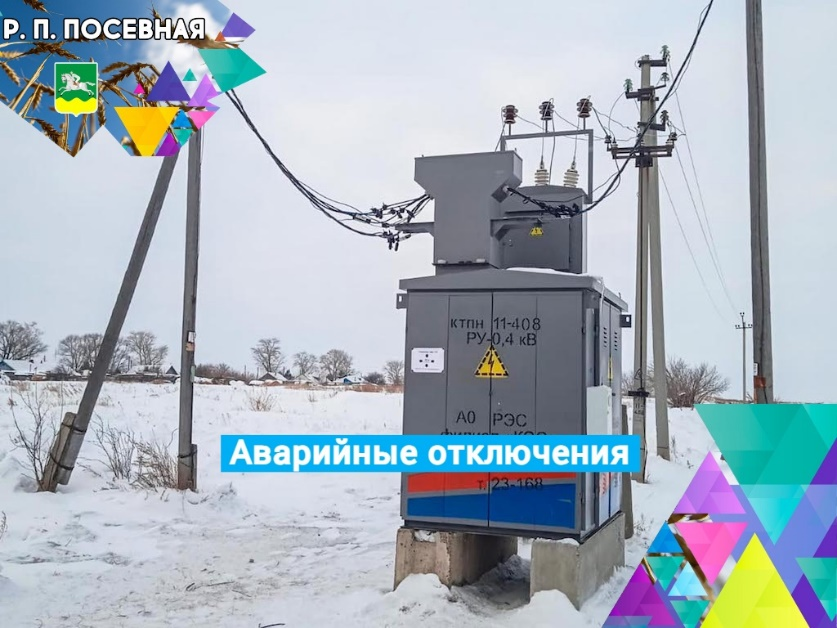 Р. П. ПОСЕВНАЯ
КТПН 11-408
РУ-0,4 кВ
АО РЭС
Аварийные отключения
т. 23-168